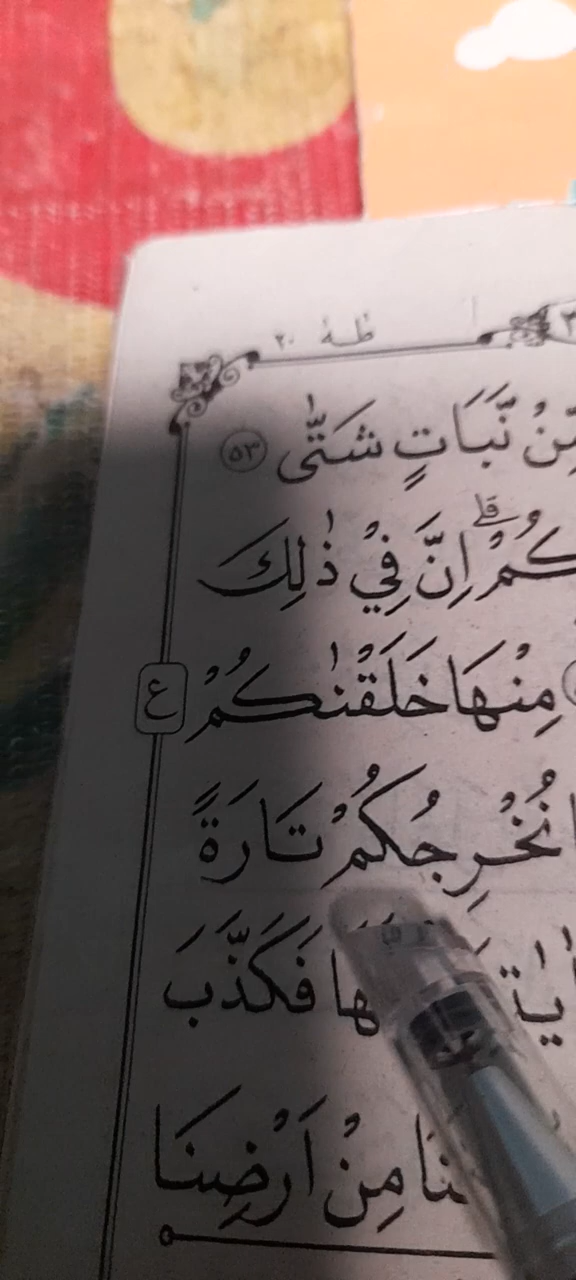 طٰهٰ ٢٠
مِّنْ نَّبَاتٍ شَتّٰى ٥٣
اِنَّ فِيْ ذٰلِكَ
مِنْهَا خَلَقْنٰكُمْ
ع
نُخْرِجُكُمْ تَارَةً
فَكَذَّبَ
مِنْ اَرْضِنَا